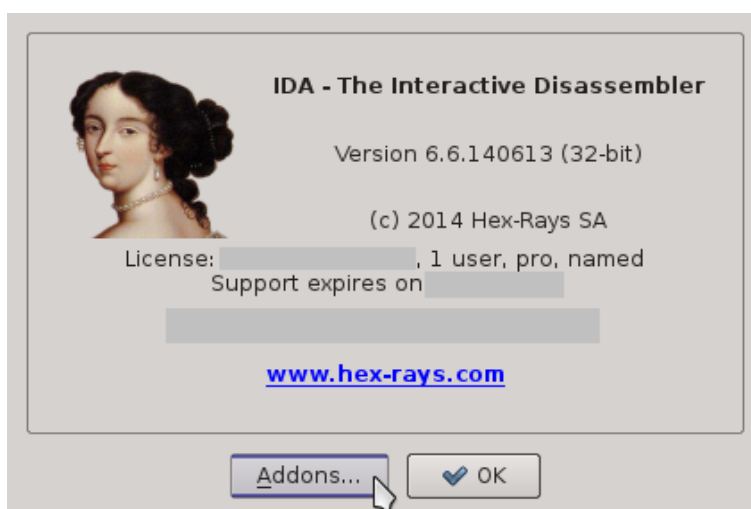 IDA - The Interactive Disassembler
Version 6.6.140613 (32-bit)
(c) 2014 Hex-Rays SA
License: , 1 user, pro, named
Support expires on
www.hex-rays.com
Addons... OK